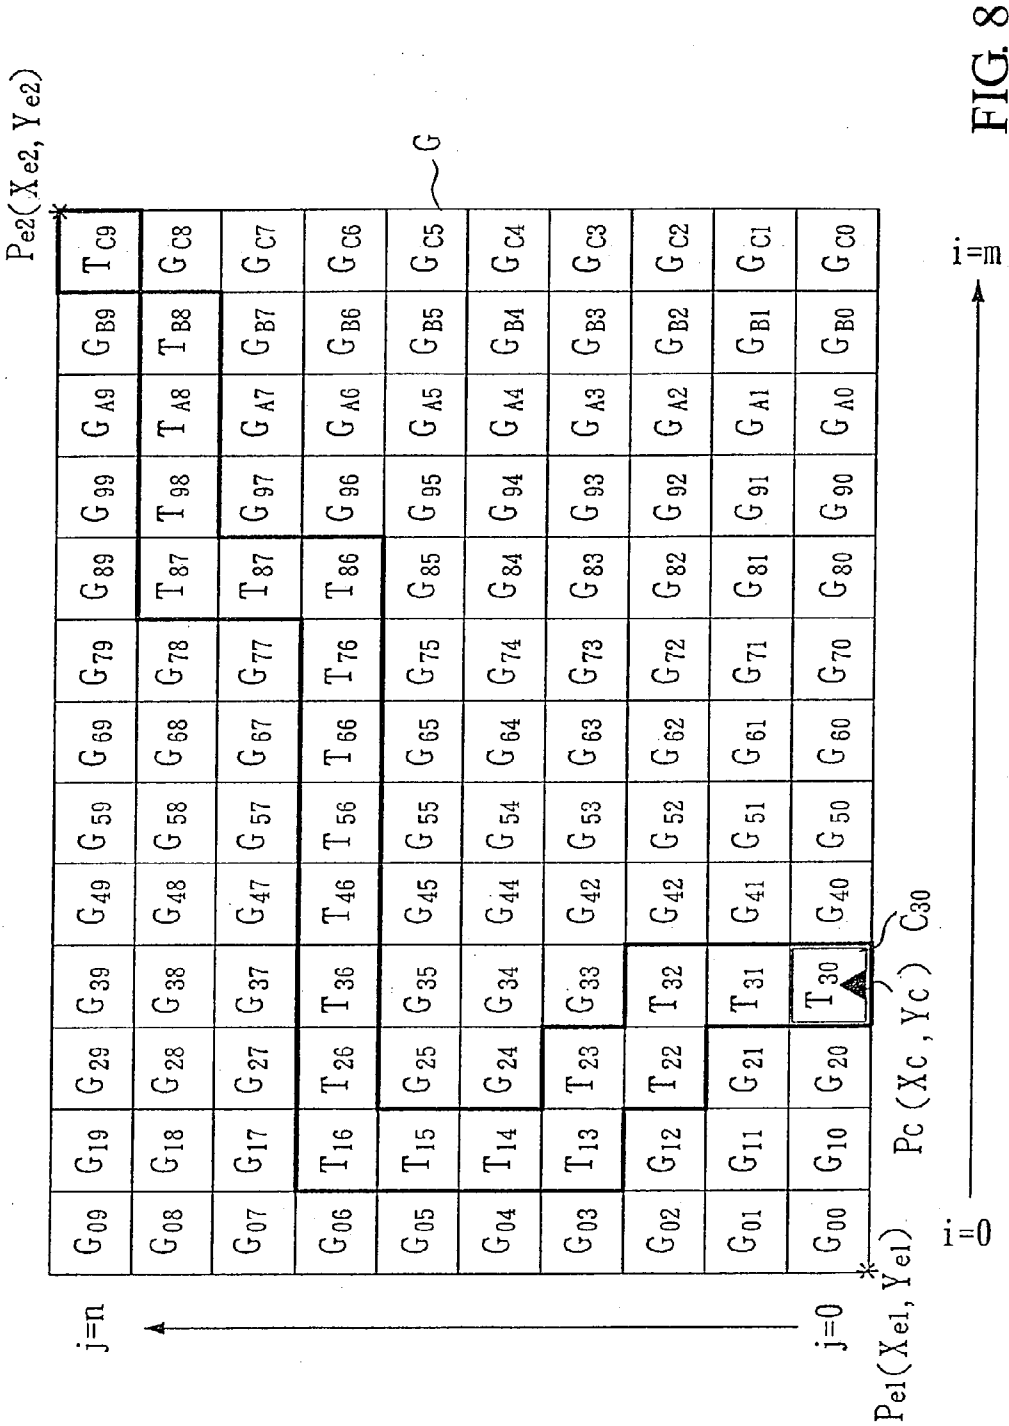 Pe2(Xe2, Ye2)
j=n G09 G19 G29 G39 G49 G59 G69 G79 G89 G99 GA9 GB9 TC9
G08 G18 G28 G38 G48 G58 G68 G78 T87 T98 TA8 TB8 GC8
G07 G17 G27 G37 G47 G57 G67 G77 T87 G97 GA7 GB7 GC7
G06 T16 T26 T36 T46 T56 T66 T76 T86 G96 GA6 GB6 GC6
G05 T15 G25 G35 G45 G55 G65 G75 G85 G95 GA5 GB5 GC5 G
G04 T14 G24 G34 G44 G54 G64 G74 G84 G94 GA4 GB4 GC4
G03 T13 T23 G33 G42 G53 G63 G73 G83 G93 GA3 GB3 GC3
G02 G12 T22 T32 G42 G52 G62 G72 G82 G92 GA2 GB2 GC2
G01 G11 G21 T31 G41 G51 G61 G71 G81 G91 GA1 GB1 GC1
j=0 G00 G10 G20 T30 G40 G50 G60 G70 G80 G90 GA0 GB0 GC0
Pe1(Xe1, Ye1) PC(XC, YC) C30
i=0 i=m
FIG. 8